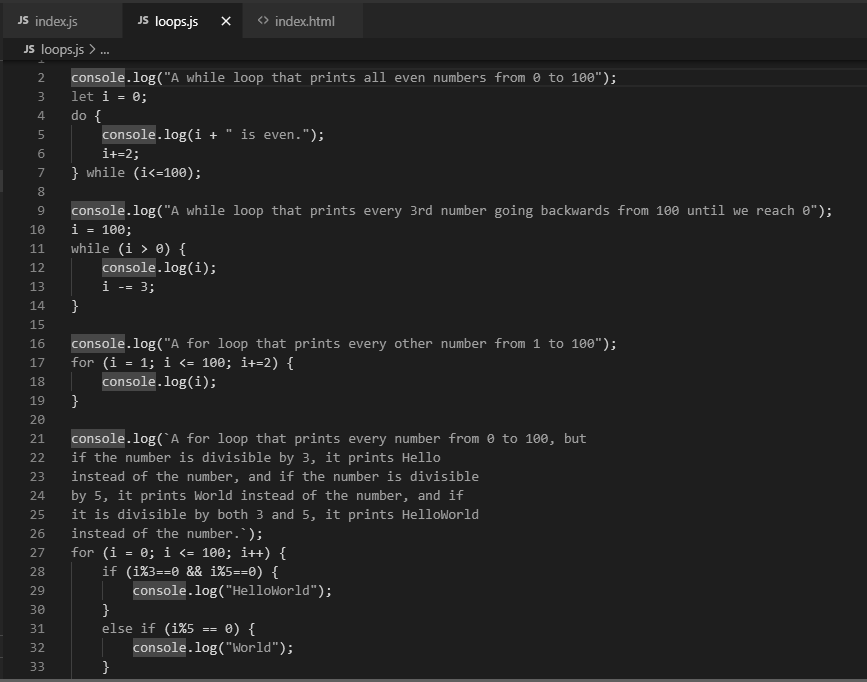 JS index.js JS loops.js × <> index.html
JS loops.js > ...
1
2 console.log("A while loop that prints all even numbers from 0 to 100");
3 let i = 0;
4 do {
5 console.log(i + " is even.");
6 i+=2;
7 } while (i<=100);
8
9 console.log("A while loop that prints every 3rd number going backwards from 100 until we reach 0");
10 i = 100;
11 while (i > 0) {
12 console.log(i);
13 i -= 3;
14 }
15
16 console.log("A for loop that prints every other number from 1 to 100");
17 for (i = 1; i <= 100; i+=2) {
18 console.log(i);
19 }
20
21 console.log(`A for loop that prints every number from 0 to 100, but
22 if the number is divisible by 3, it prints Hello
23 instead of the number, and if the number is divisible
24 by 5, it prints World instead of the number, and if
25 it is divisible by both 3 and 5, it prints HelloWorld
26 instead of the number.`);
27 for (i = 0; i <= 100; i++) {
28 if (i%3==0 && i%5==0) {
29 console.log("HelloWorld");
30 }
31 else if (i%5 == 0) {
32 console.log("World");
33 }